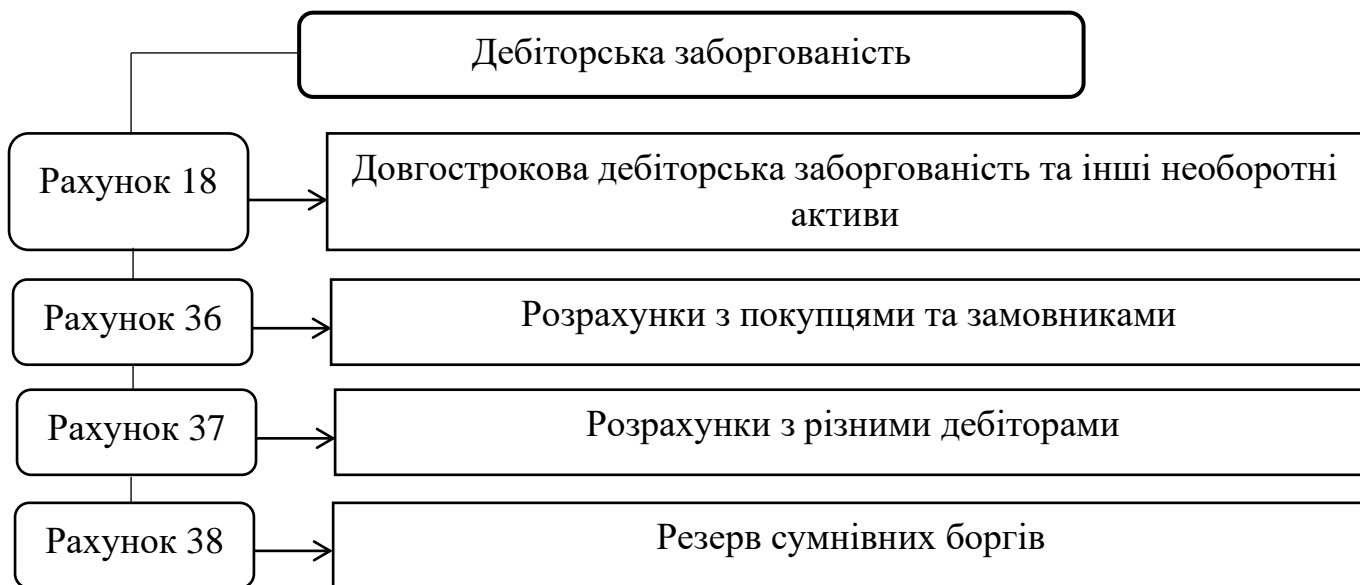 Дебіторська заборгованість
Рахунок 18
Довгострокова дебіторська заборгованість та інші необоротні
активи
Рахунок 36
Розрахунки з покупцями та замовниками
Рахунок 37
Розрахунки з різними дебіторами
Рахунок 38
Резерв сумнівних боргів